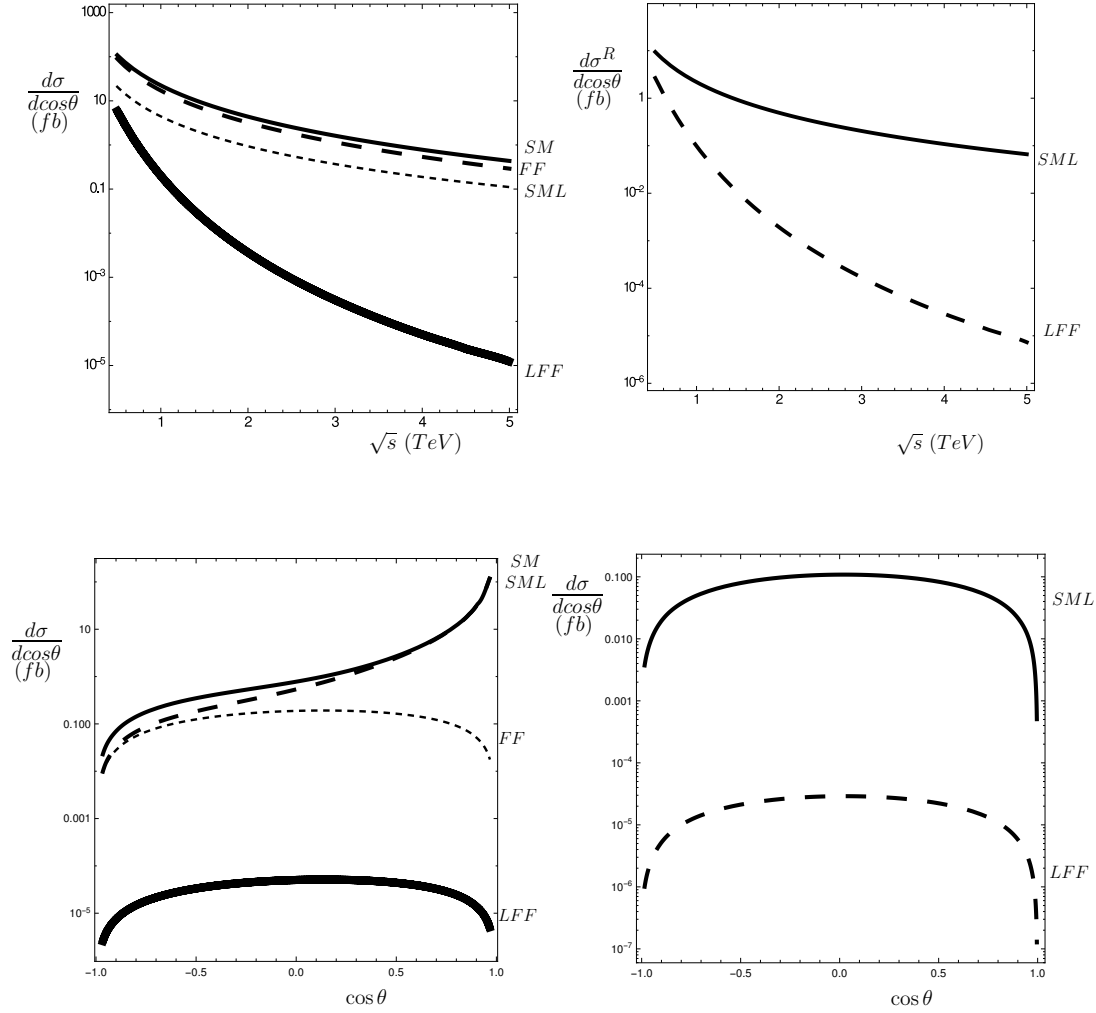 1000
10
0.1
10^-3
10^-5
dσ
dcosθ
(fb)
SM
FF
SML
LFF
1 2 3 4 5
√s (TeV)
dσ^R
dcosθ
(fb)
1
10^-2
10^-4
10^-6
SML
LFF
1 2 3 4 5
√s (TeV)
dσ
dcosθ
(fb)
10
0.100
0.001
10^-5
SM
SML
FF
LFF
−1.0 −0.5 0.0 0.5 1.0
cos θ
dσ
dcosθ
(fb)
0.100
0.010
0.001
10^-4
10^-5
10^-6
10^-7
SML
LFF
−1.0 −0.5 0.0 0.5 1.0
cos θ